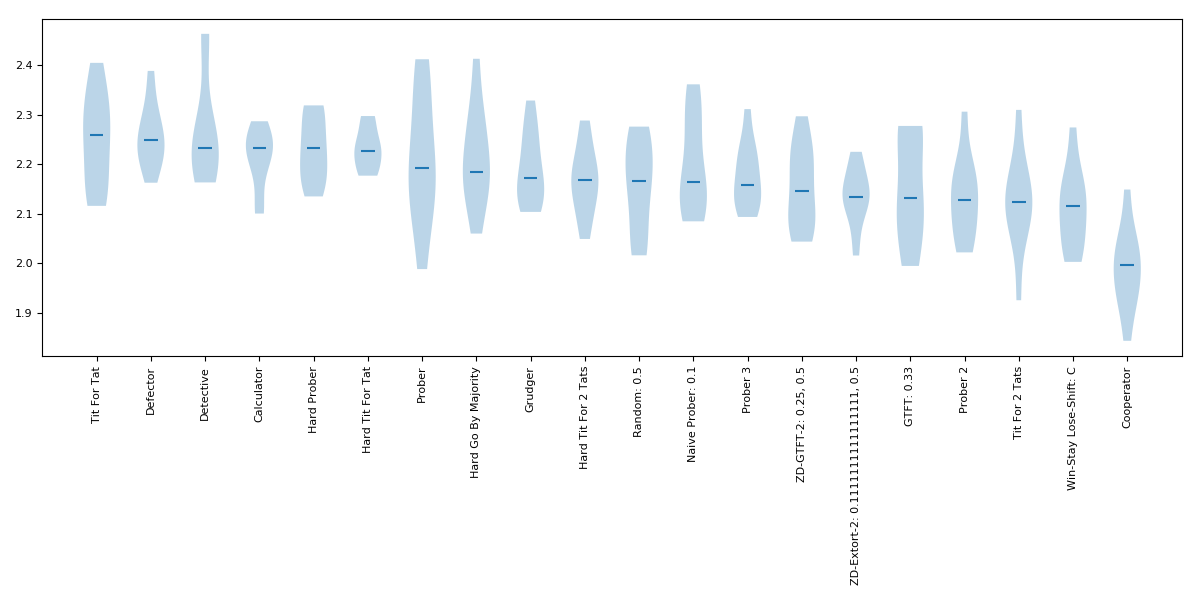 2.4
2.3
2.2
2.1
2.0
1.9
Tit For Tat
Defector
Detective
Calculator
Hard Prober
Hard Tit For Tat
Prober
Hard Go By Majority
Grudger
Hard Tit For 2 Tats
Random: 0.5
Naive Prober: 0.1
Prober 3
ZD-GTFT-2: 0.25, 0.5
ZD-Extort-2: 0.1111111111111111, 0.5
GTFT: 0.33
Prober 2
Tit For 2 Tats
Win-Stay Lose-Shift: C
Cooperator